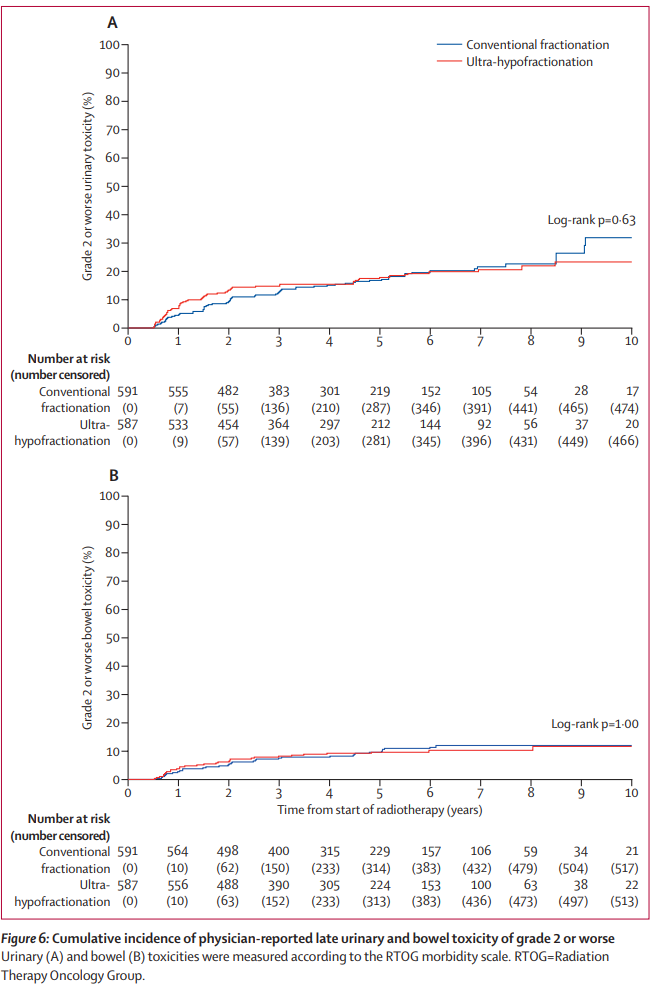 A
Conventional fractionation
Ultra-hypofractionation
Grade 2 or worse urinary toxicity (%)
100
90
80
70
60
50
40
30
20
10
0
Log-rank p=0·63
0 1 2 3 4 5 6 7 8 9 10
Number at risk
(number censored)
Conventional 591 555 482 383 301 219 152 105 54 28 17
fractionation (0) (7) (55) (136) (210) (287) (346) (391) (441) (465) (474)
Ultra- 587 533 454 364 297 212 144 92 56 37 20
hypofractionation (0) (9) (57) (139) (203) (281) (345) (396) (431) (449) (466)
B
Grade 2 or worse bowel toxicity (%)
100
90
80
70
60
50
40
30
20
10
0
Log-rank p=1·00
0 1 2 3 4 5 6 7 8 9 10
Time from start of radiotherapy (years)
Number at risk
(number censored)
Conventional 591 564 498 400 315 229 157 106 59 34 21
fractionation (0) (10) (62) (150) (233) (314) (383) (432) (479) (504) (517)
Ultra- 587 556 488 390 305 224 153 100 63 38 22
hypofractionation (0) (10) (63) (152) (233) (313) (383) (436) (473) (497) (513)
Figure 6: Cumulative incidence of physician-reported late urinary and bowel toxicity of grade 2 or worse
Urinary (A) and bowel (B) toxicities were measured according to the RTOG morbidity scale. RTOG=Radiation
Therapy Oncology Group.